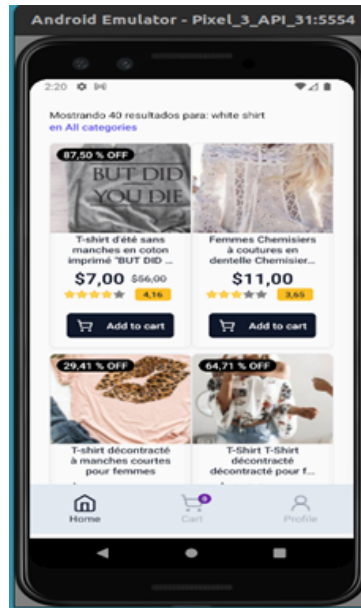 Android Emulator - Pixel_3_API_31:5554
2:20
Mostrando 40 resultados para: white shirt
en All categories
87,50 % OFF
BUT DID
YOU DIE
T-shirt d'été sans
manches en coton
imprimé "BUT DID ...
$7,00 $56,00
4,16
Add to cart
Femmes Chemisiers
à coutures en
dentelle Chemisier...
$11,00
3,65
Add to cart
29,41 % OFF
T-shirt décontracté
à manches courtes
pour femmes
64,71 % OFF
T-Shirt T-Shirt
décontracté
décontracté pour f...
Home
Cart
Profile